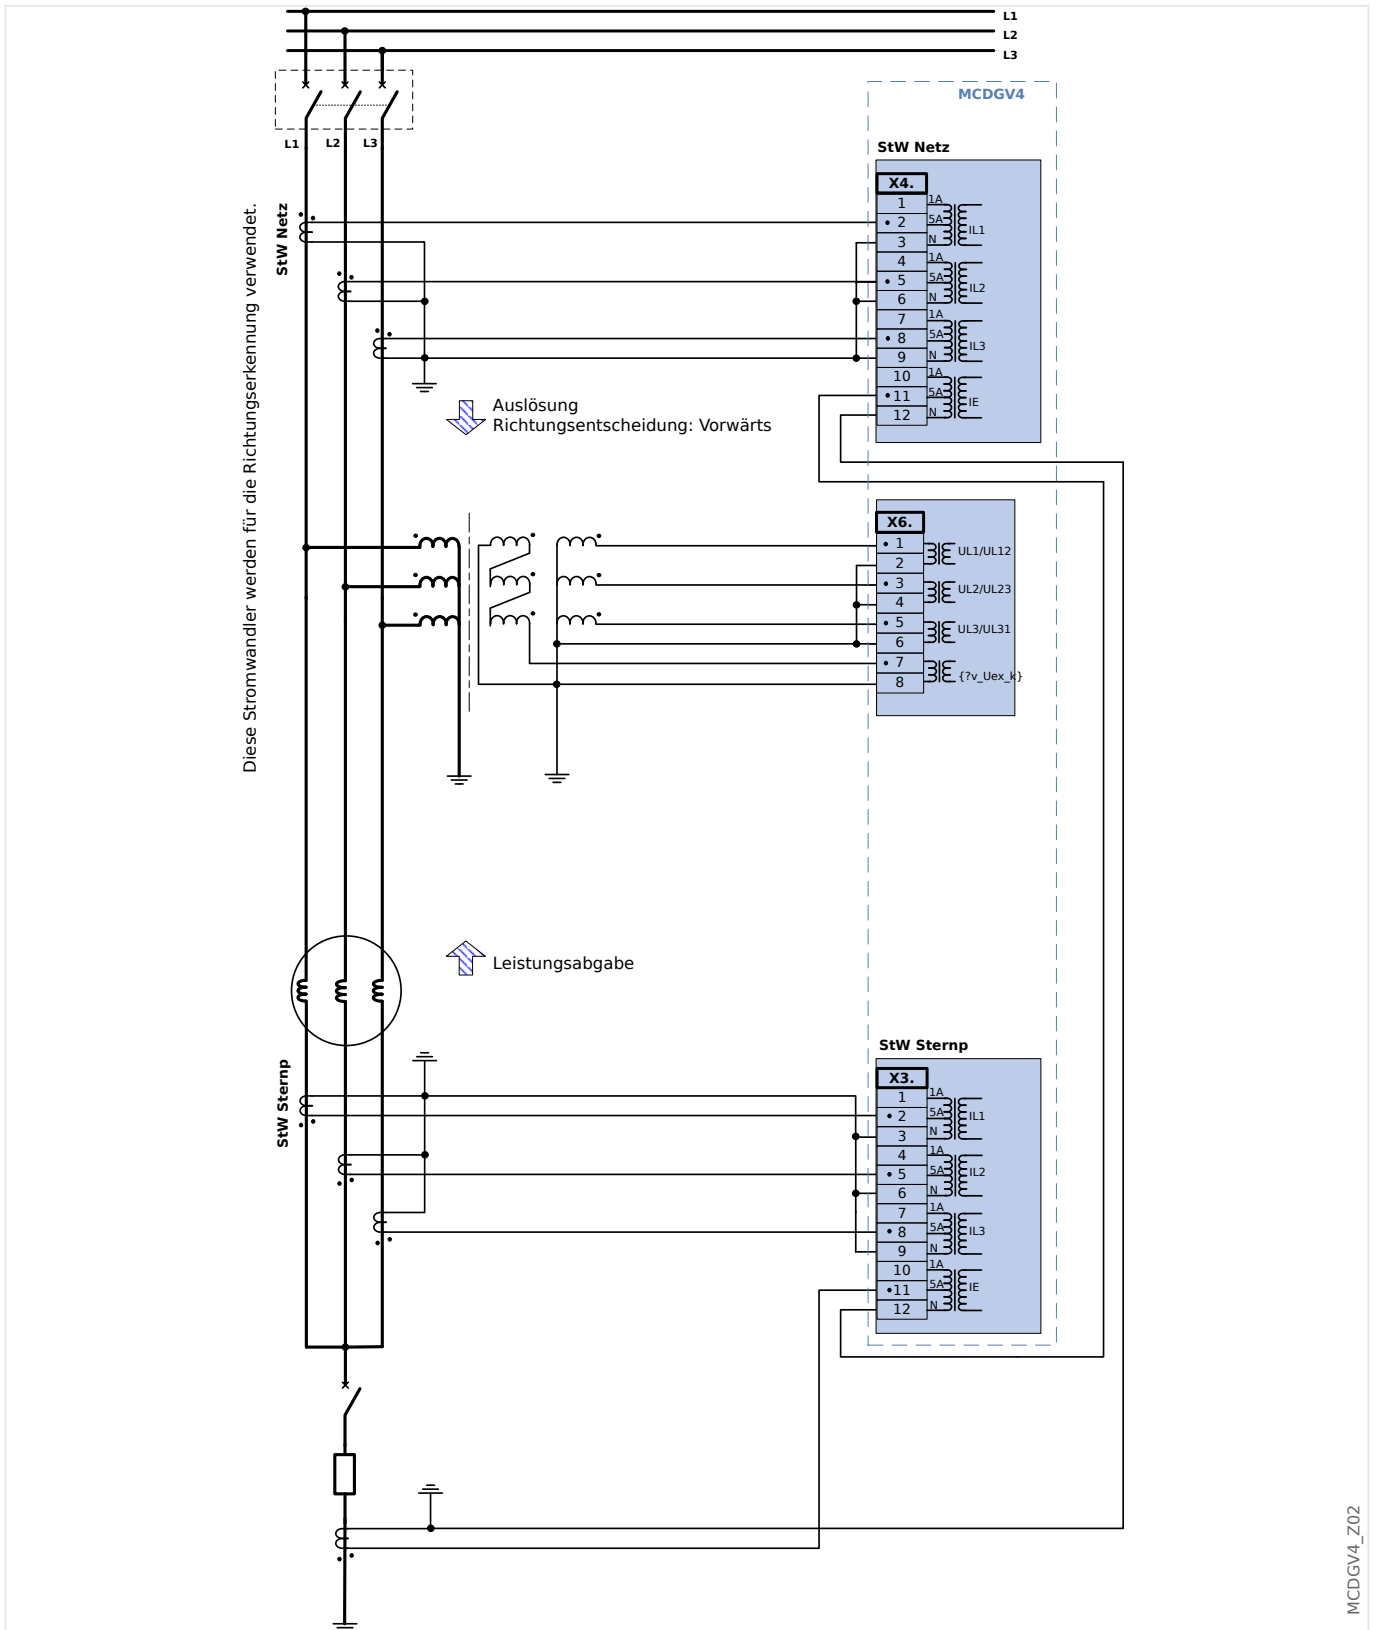 L1
L2
L3
MCDGV4
L1 L2 L3
StW Netz
X4.
1 1A
2 5A IL1
3 N
4 1A
5 5A IL2
6 N
7 1A
8 5A IL3
9 N
10 1A
11 5A IE
12 N
StW Netz
Diese Stromwandler werden für die Richtungserkennung verwendet.
Auslösung
Richtungsentscheidung: Vorwärts
X6.
1 UL1/UL12
2
3 UL2/UL23
4
5 UL3/UL31
6
7 {?v_Uex_k}
8
Leistungsabgabe
StW Sternp
StW Sternp
X3.
1 1A
2 5A IL1
3 N
4 1A
5 5A IL2
6 N
7 1A
8 5A IL3
9 N
10 1A
11 5A IE
12 N
MCDGV4_Z02